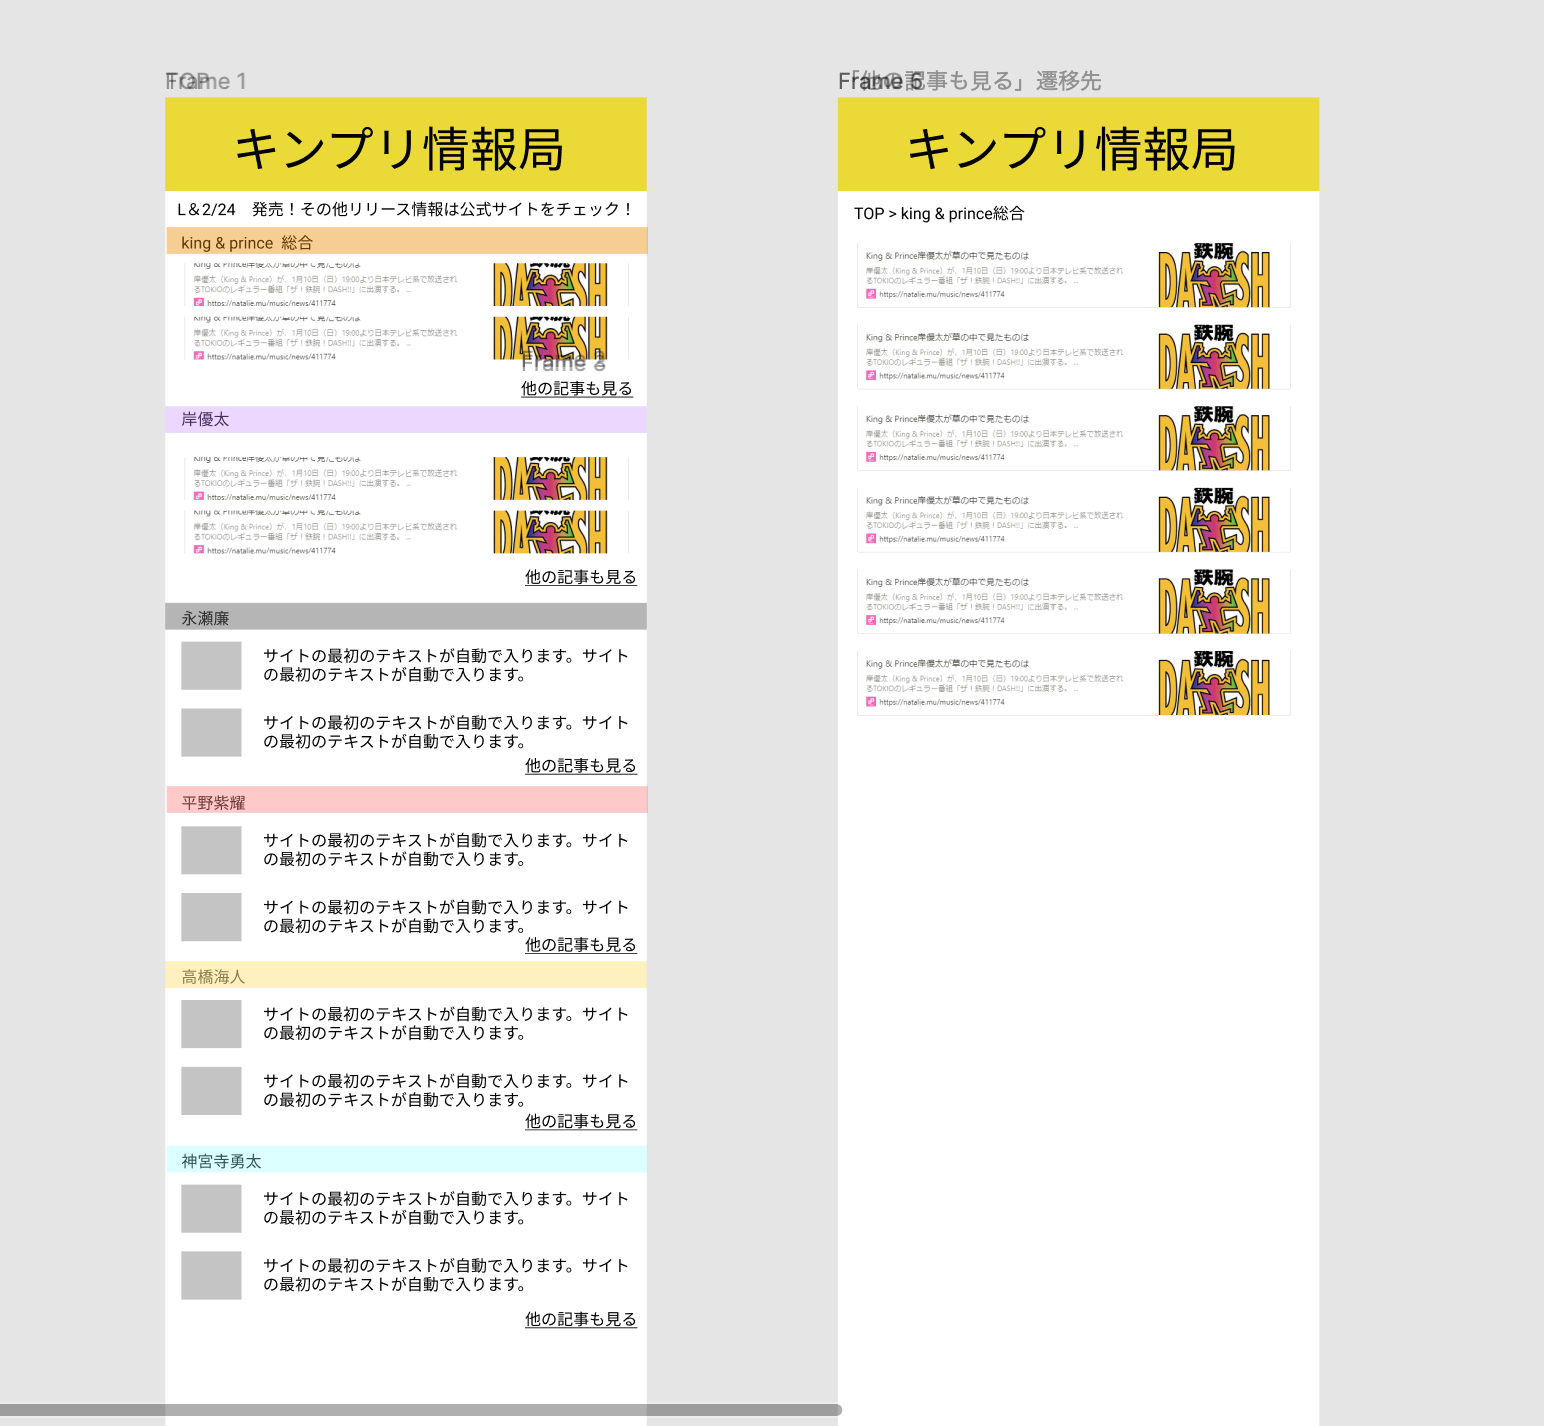 TOP
Frame 1
キンプリ情報局
L＆2/24　発売！その他リリース情報は公式サイトをチェック！
king & prince 総合
King & Prince岸優太が草の中で見たものは
岸優太（King & Prince）が、1月10日（日）19:00より日本テレビ系で放送され
るTOKIOのレギュラー番組「ザ！鉄腕！DASH!!」に出演する。 ...
https://natalie.mu/music/news/411774
DASH
King & Prince岸優太が草の中で見たものは
岸優太（King & Prince）が、1月10日（日）19:00より日本テレビ系で放送され
るTOKIOのレギュラー番組「ザ！鉄腕！DASH!!」に出演する。 ...
https://natalie.mu/music/news/411774
DASH
Frame
他の記事も見る
岸優太
King & Prince岸優太が草の中で見たものは
岸優太（King & Prince）が、1月10日（日）19:00より日本テレビ系で放送され
るTOKIOのレギュラー番組「ザ！鉄腕！DASH!!」に出演する。 ...
https://natalie.mu/music/news/411774
DASH
King & Prince岸優太が草の中で見たものは
岸優太（King & Prince）が、1月10日（日）19:00より日本テレビ系で放送され
るTOKIOのレギュラー番組「ザ！鉄腕！DASH!!」に出演する。 ...
https://natalie.mu/music/news/411774
DASH
他の記事も見る
永瀬廉
サイトの最初のテキストが自動で入ります。サイト
の最初のテキストが自動で入ります。
サイトの最初のテキストが自動で入ります。サイト
の最初のテキストが自動で入ります。
他の記事も見る
平野紫耀
サイトの最初のテキストが自動で入ります。サイト
の最初のテキストが自動で入ります。
サイトの最初のテキストが自動で入ります。サイト
の最初のテキストが自動で入ります。
他の記事も見る
高橋海人
サイトの最初のテキストが自動で入ります。サイト
の最初のテキストが自動で入ります。
サイトの最初のテキストが自動で入ります。サイト
の最初のテキストが自動で入ります。
他の記事も見る
神宮寺勇太
サイトの最初のテキストが自動で入ります。サイト
の最初のテキストが自動で入ります。
サイトの最初のテキストが自動で入ります。サイト
の最初のテキストが自動で入ります。
他の記事も見る
Frame
「他の記事も見る」遷移先
キンプリ情報局
TOP > king & prince総合
King & Prince岸優太が草の中で見たものは
岸優太（King & Prince）が、1月10日（日）19:00より日本テレビ系で放送され
るTOKIOのレギュラー番組「ザ！鉄腕！DASH!!」に出演する。 ...
https://natalie.mu/music/news/411774
鉄腕
DASH
King & Prince岸優太が草の中で見たものは
岸優太（King & Prince）が、1月10日（日）19:00より日本テレビ系で放送され
るTOKIOのレギュラー番組「ザ！鉄腕！DASH!!」に出演する。 ...
https://natalie.mu/music/news/411774
鉄腕
DASH
King & Prince岸優太が草の中で見たものは
岸優太（King & Prince）が、1月10日（日）19:00より日本テレビ系で放送され
るTOKIOのレギュラー番組「ザ！鉄腕！DASH!!」に出演する。 ...
https://natalie.mu/music/news/411774
鉄腕
DASH
King & Prince岸優太が草の中で見たものは
岸優太（King & Prince）が、1月10日（日）19:00より日本テレビ系で放送され
るTOKIOのレギュラー番組「ザ！鉄腕！DASH!!」に出演する。 ...
https://natalie.mu/music/news/411774
鉄腕
DASH
King & Prince岸優太が草の中で見たものは
岸優太（King & Prince）が、1月10日（日）19:00より日本テレビ系で放送され
るTOKIOのレギュラー番組「ザ！鉄腕！DASH!!」に出演する。 ...
https://natalie.mu/music/news/411774
鉄腕
DASH
King & Prince岸優太が草の中で見たものは
岸優太（King & Prince）が、1月10日（日）19:00より日本テレビ系で放送され
るTOKIOのレギュラー番組「ザ！鉄腕！DASH!!」に出演する。 ...
https://natalie.mu/music/news/411774
鉄腕
DASH